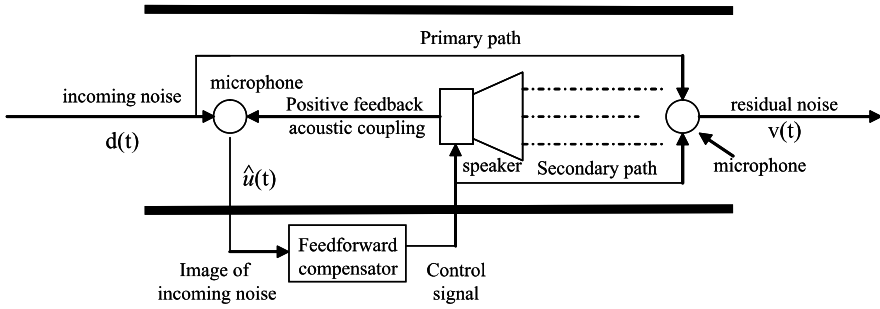 Primary path
microphone
incoming noise
d(t)
Positive feedback
acoustic coupling
residual noise
v(t)
speaker
Secondary path
microphone
û(t)
Feedforward
compensator
Image of
incoming noise
Control
signal